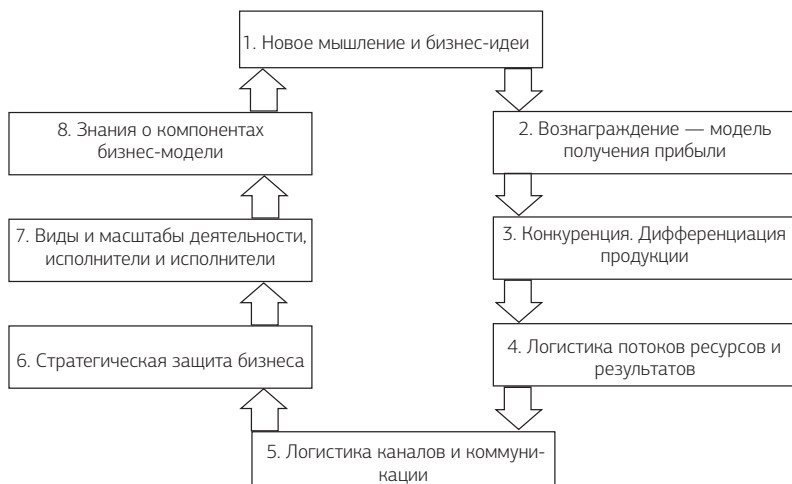 1. Новое мышление и бизнес-идеи
2. Вознаграждение — модель
получения прибыли
3. Конкуренция. Дифференциация
продукции
4. Логистика потоков ресурсов и
результатов
5. Логистика каналов и коммуни-
кации
6. Стратегическая защита бизнеса
7. Виды и масштабы деятельности,
исполнители и исполнители
8. Знания о компонентах
бизнес-модели